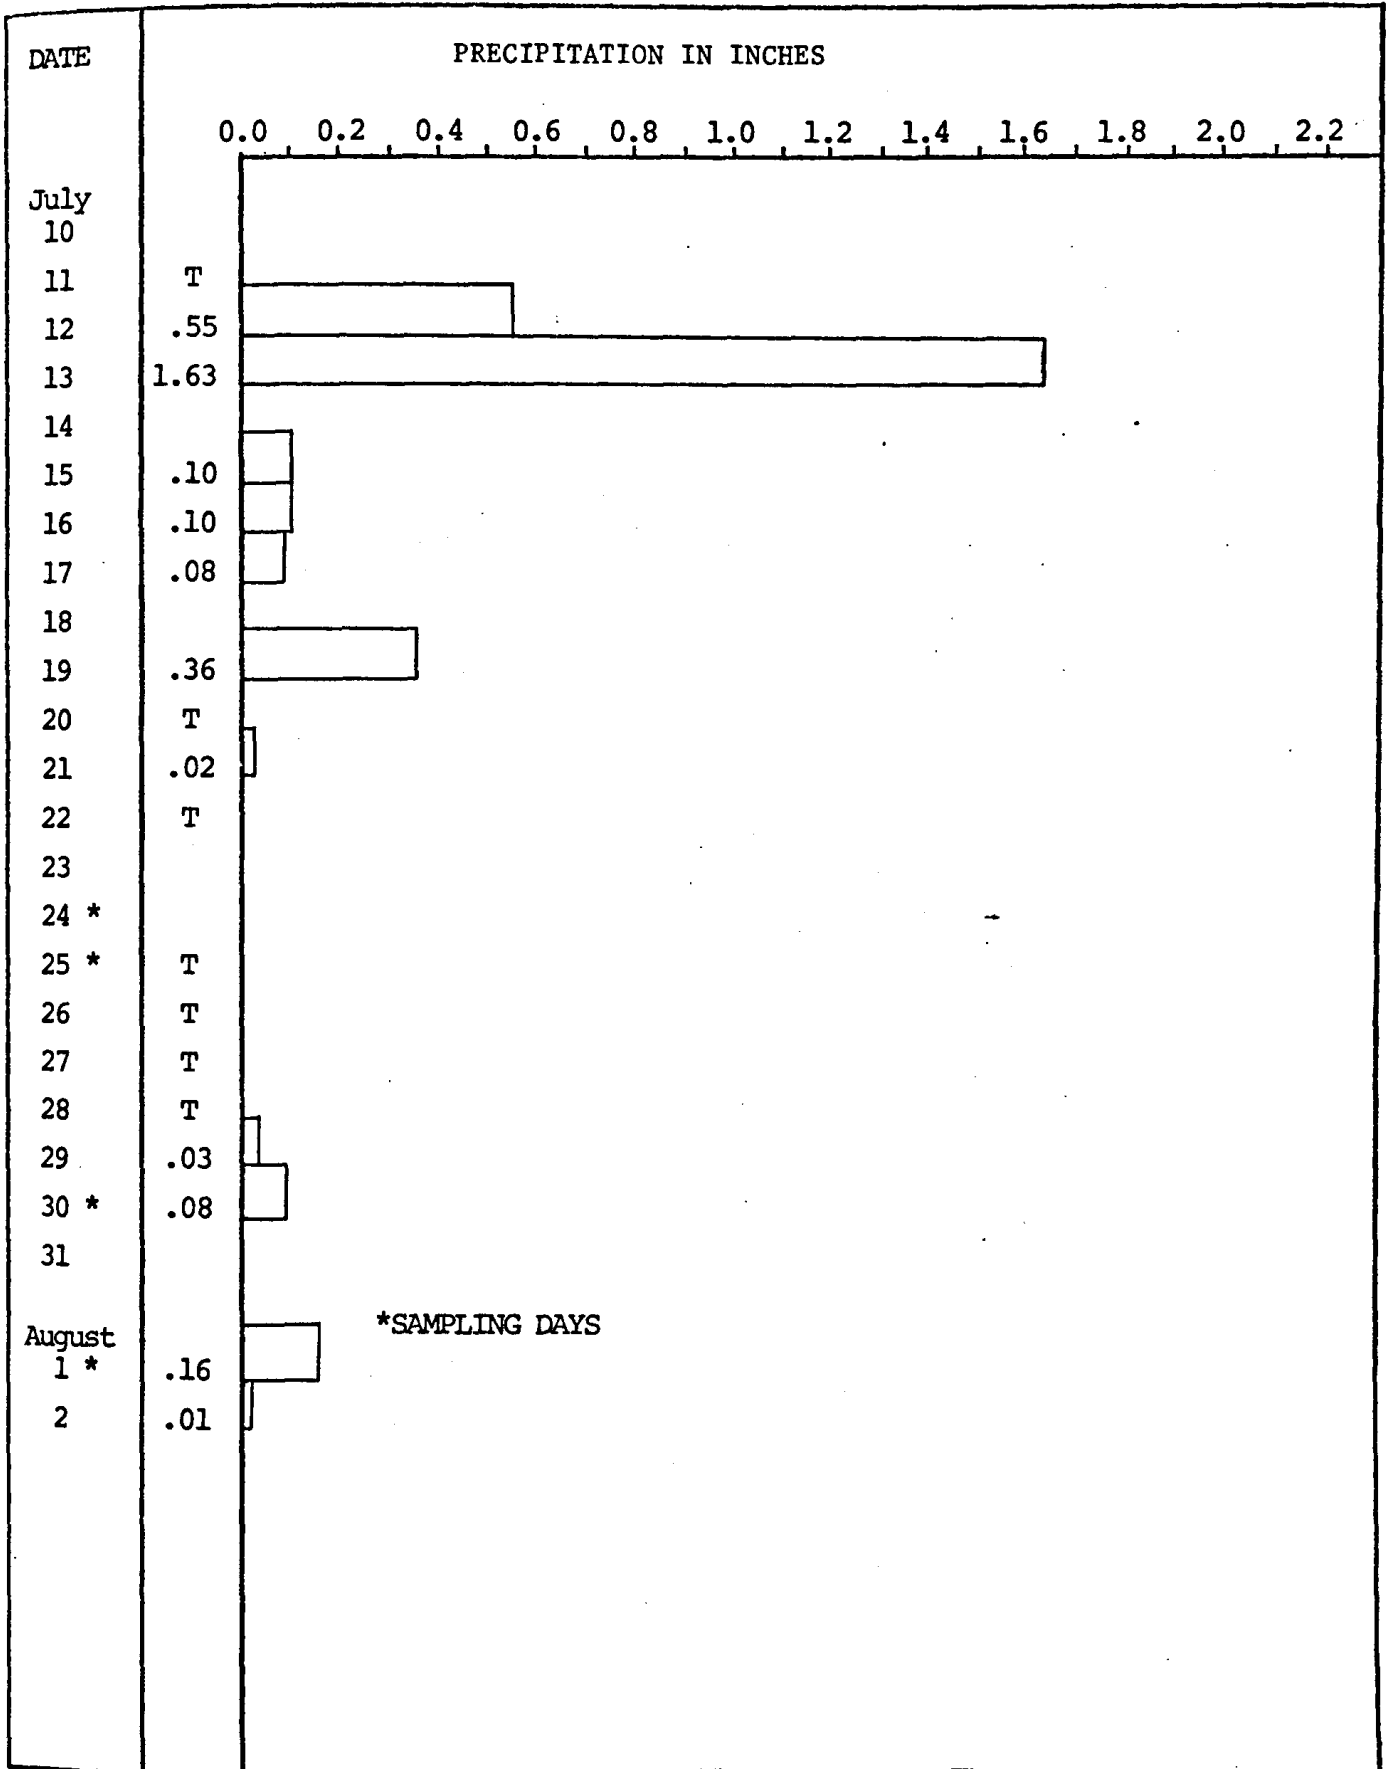 DATE PRECIPITATION IN INCHES
0.0 0.2 0.4 0.6 0.8 1.0 1.2 1.4 1.6 1.8 2.0 2.2
July
10
11 T
12 .55
13 1.63
14
15 .10
16 .10
17 .08
18
19 .36
20 T
21 .02
22 T
23
24 *
25 * T
26 T
27 T
28 T
29 .03
30 * .08
31
*SAMPLING DAYS
August
1 * .16
2 .01